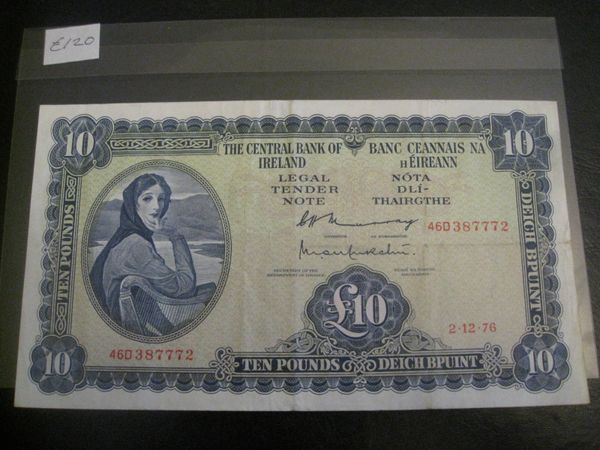 €120
10
10
THE CENTRAL BANK OF IRELAND
BANC CEANNAIS NA hÉIREANN
LEGAL TENDER NOTE
NÓTA DLÍ-THAIRGTHE
TEN POUNDS
DEICH BPUINT
46D387772
£10
2·12·76
46D387772
10
TEN POUNDS
DEICH BPUINT
10